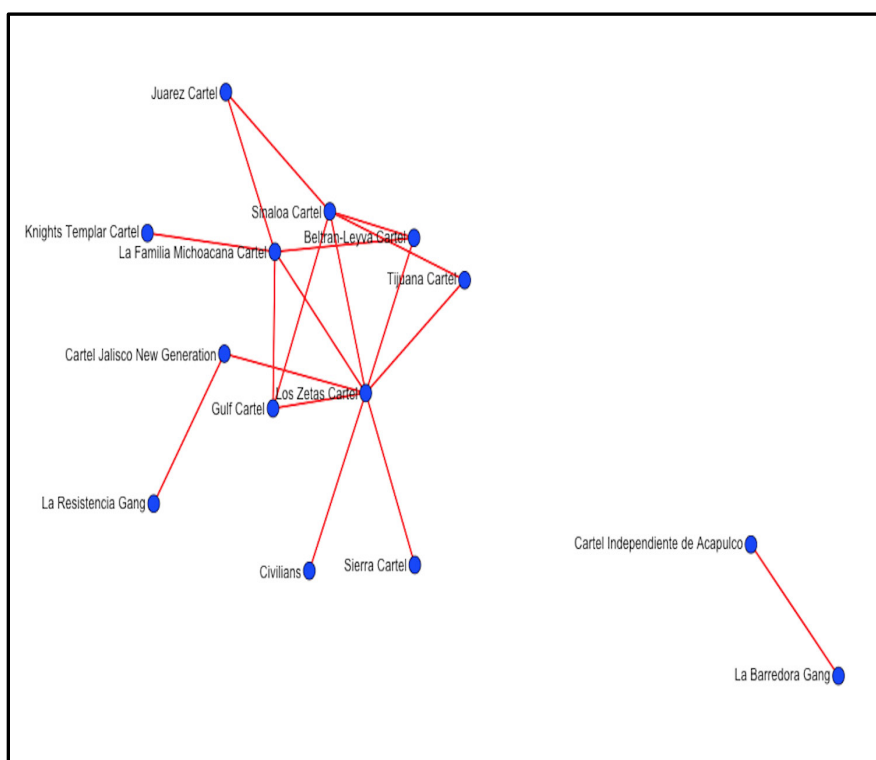 Juarez Cartel
Sinaloa Cartel
Knights Templar Cartel
Beltran-Leyva Cartel
La Familia Michoacana Cartel
Tijuana Cartel
Cartel Jalisco New Generation
Los Zetas Cartel
Gulf Cartel
La Resistencia Gang
Cartel Independiente de Acapulco
Civilians
Sierra Cartel
La Barredora Gang